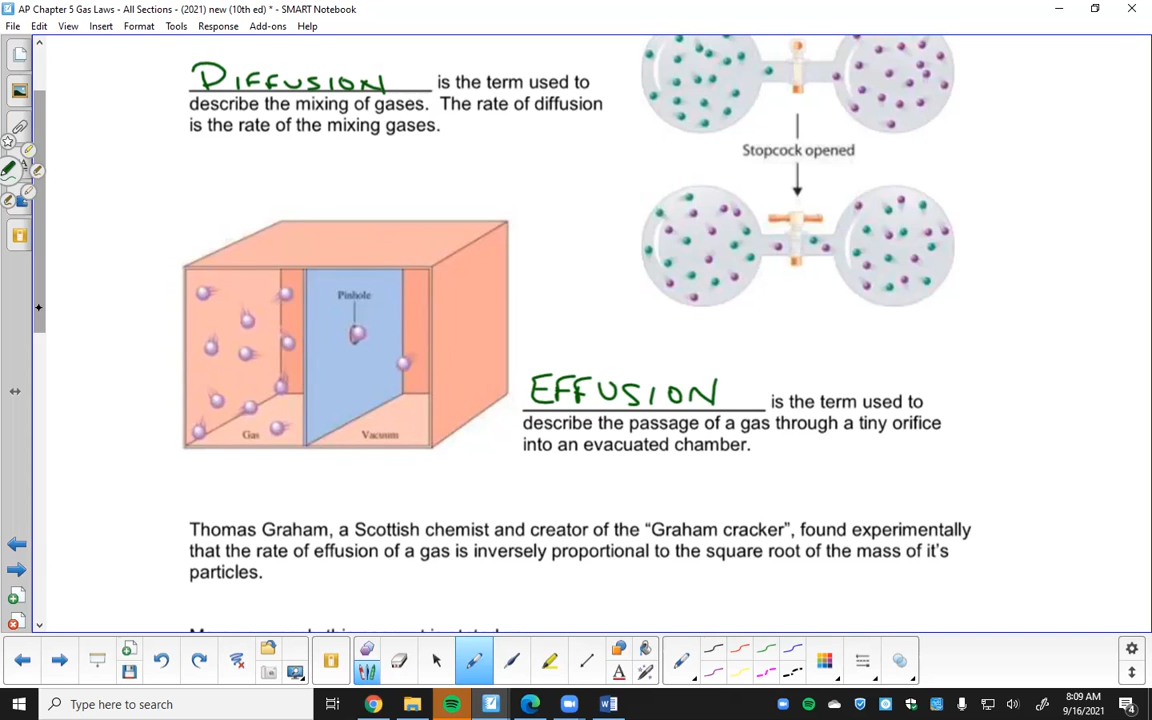 AP Chapter 5 Gas Laws - All Sections - (2021) new (10th ed) * - SMART Notebook
File Edit View Insert Format Tools Response Add-ons Help
DIFFUSION is the term used to
describe the mixing of gases. The rate of diffusion
is the rate of the mixing gases.
Stopcock opened
Pinhole
Gas
Vacuum
EFFUSION is the term used to
describe the passage of a gas through a tiny orifice
into an evacuated chamber.
Thomas Graham, a Scottish chemist and creator of the “Graham cracker”, found experimentally
that the rate of effusion of a gas is inversely proportional to the square root of the mass of it’s
particles.
Type here to search
8:09 AM
9/16/2021
4